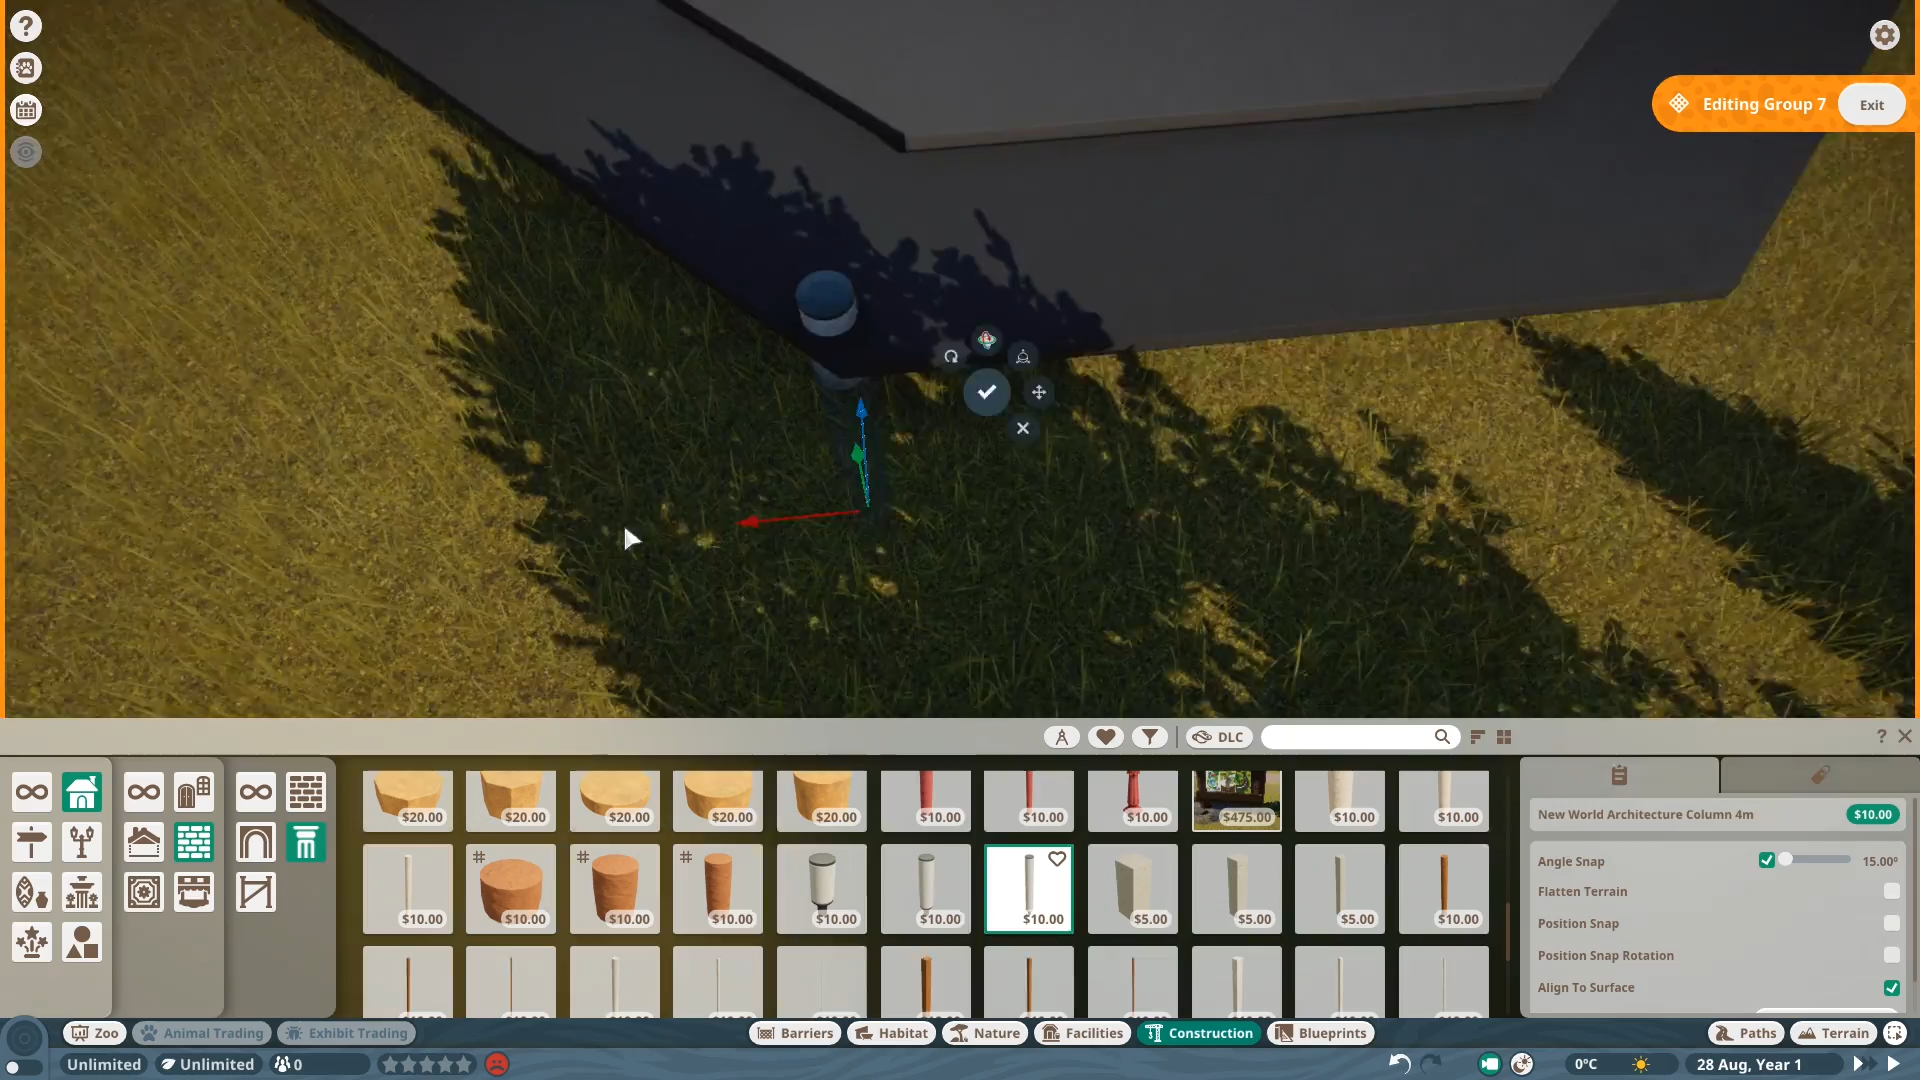 ?
Editing Group 7
Exit
DLC
?
$20.00 $20.00 $20.00 $20.00 $20.00 $10.00 $10.00 $10.00 $475.00 $10.00 $10.00
# # #
$10.00 $10.00 $10.00 $10.00 $10.00 $10.00 $10.00 $5.00 $5.00 $5.00 $10.00
New World Architecture Column 4m $10.00
Angle Snap 15.00°
Flatten Terrain
Position Snap
Position Snap Rotation
Align To Surface
Zoo Animal Trading Exhibit Trading Barriers Habitat Nature Facilities Construction Blueprints Paths Terrain
Unlimited Unlimited 0 0°C 28 Aug, Year 1